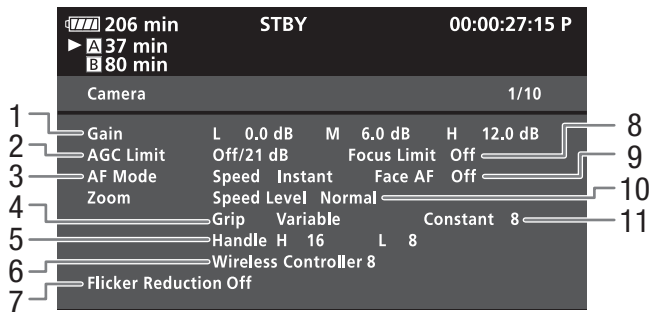 206 min STBY 00:00:27:15 P
A 37 min
B 80 min
Camera 1/10
1 Gain L 0.0 dB M 6.0 dB H 12.0 dB
2 AGC Limit Off/21 dB Focus Limit Off 8
3 AF Mode Speed Instant Face AF Off 9
Zoom Speed Level Normal 10
4 Grip Variable Constant 8 11
5 Handle H 16 L 8
6 Wireless Controller 8
7 Flicker Reduction Off